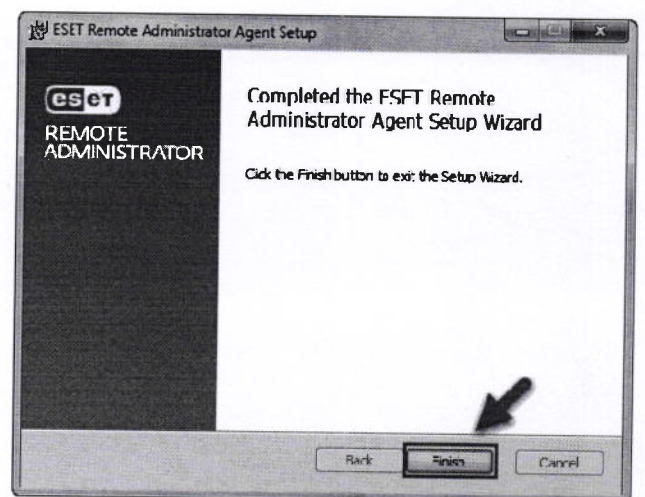 ESET Remote Administrator Agent Setup
eset
REMOTE
ADMINISTRATOR
Completed the ESET Remote
Administrator Agent Setup Wizard
Click the Finish button to exit the Setup Wizard.
Back
Finish
Cancel